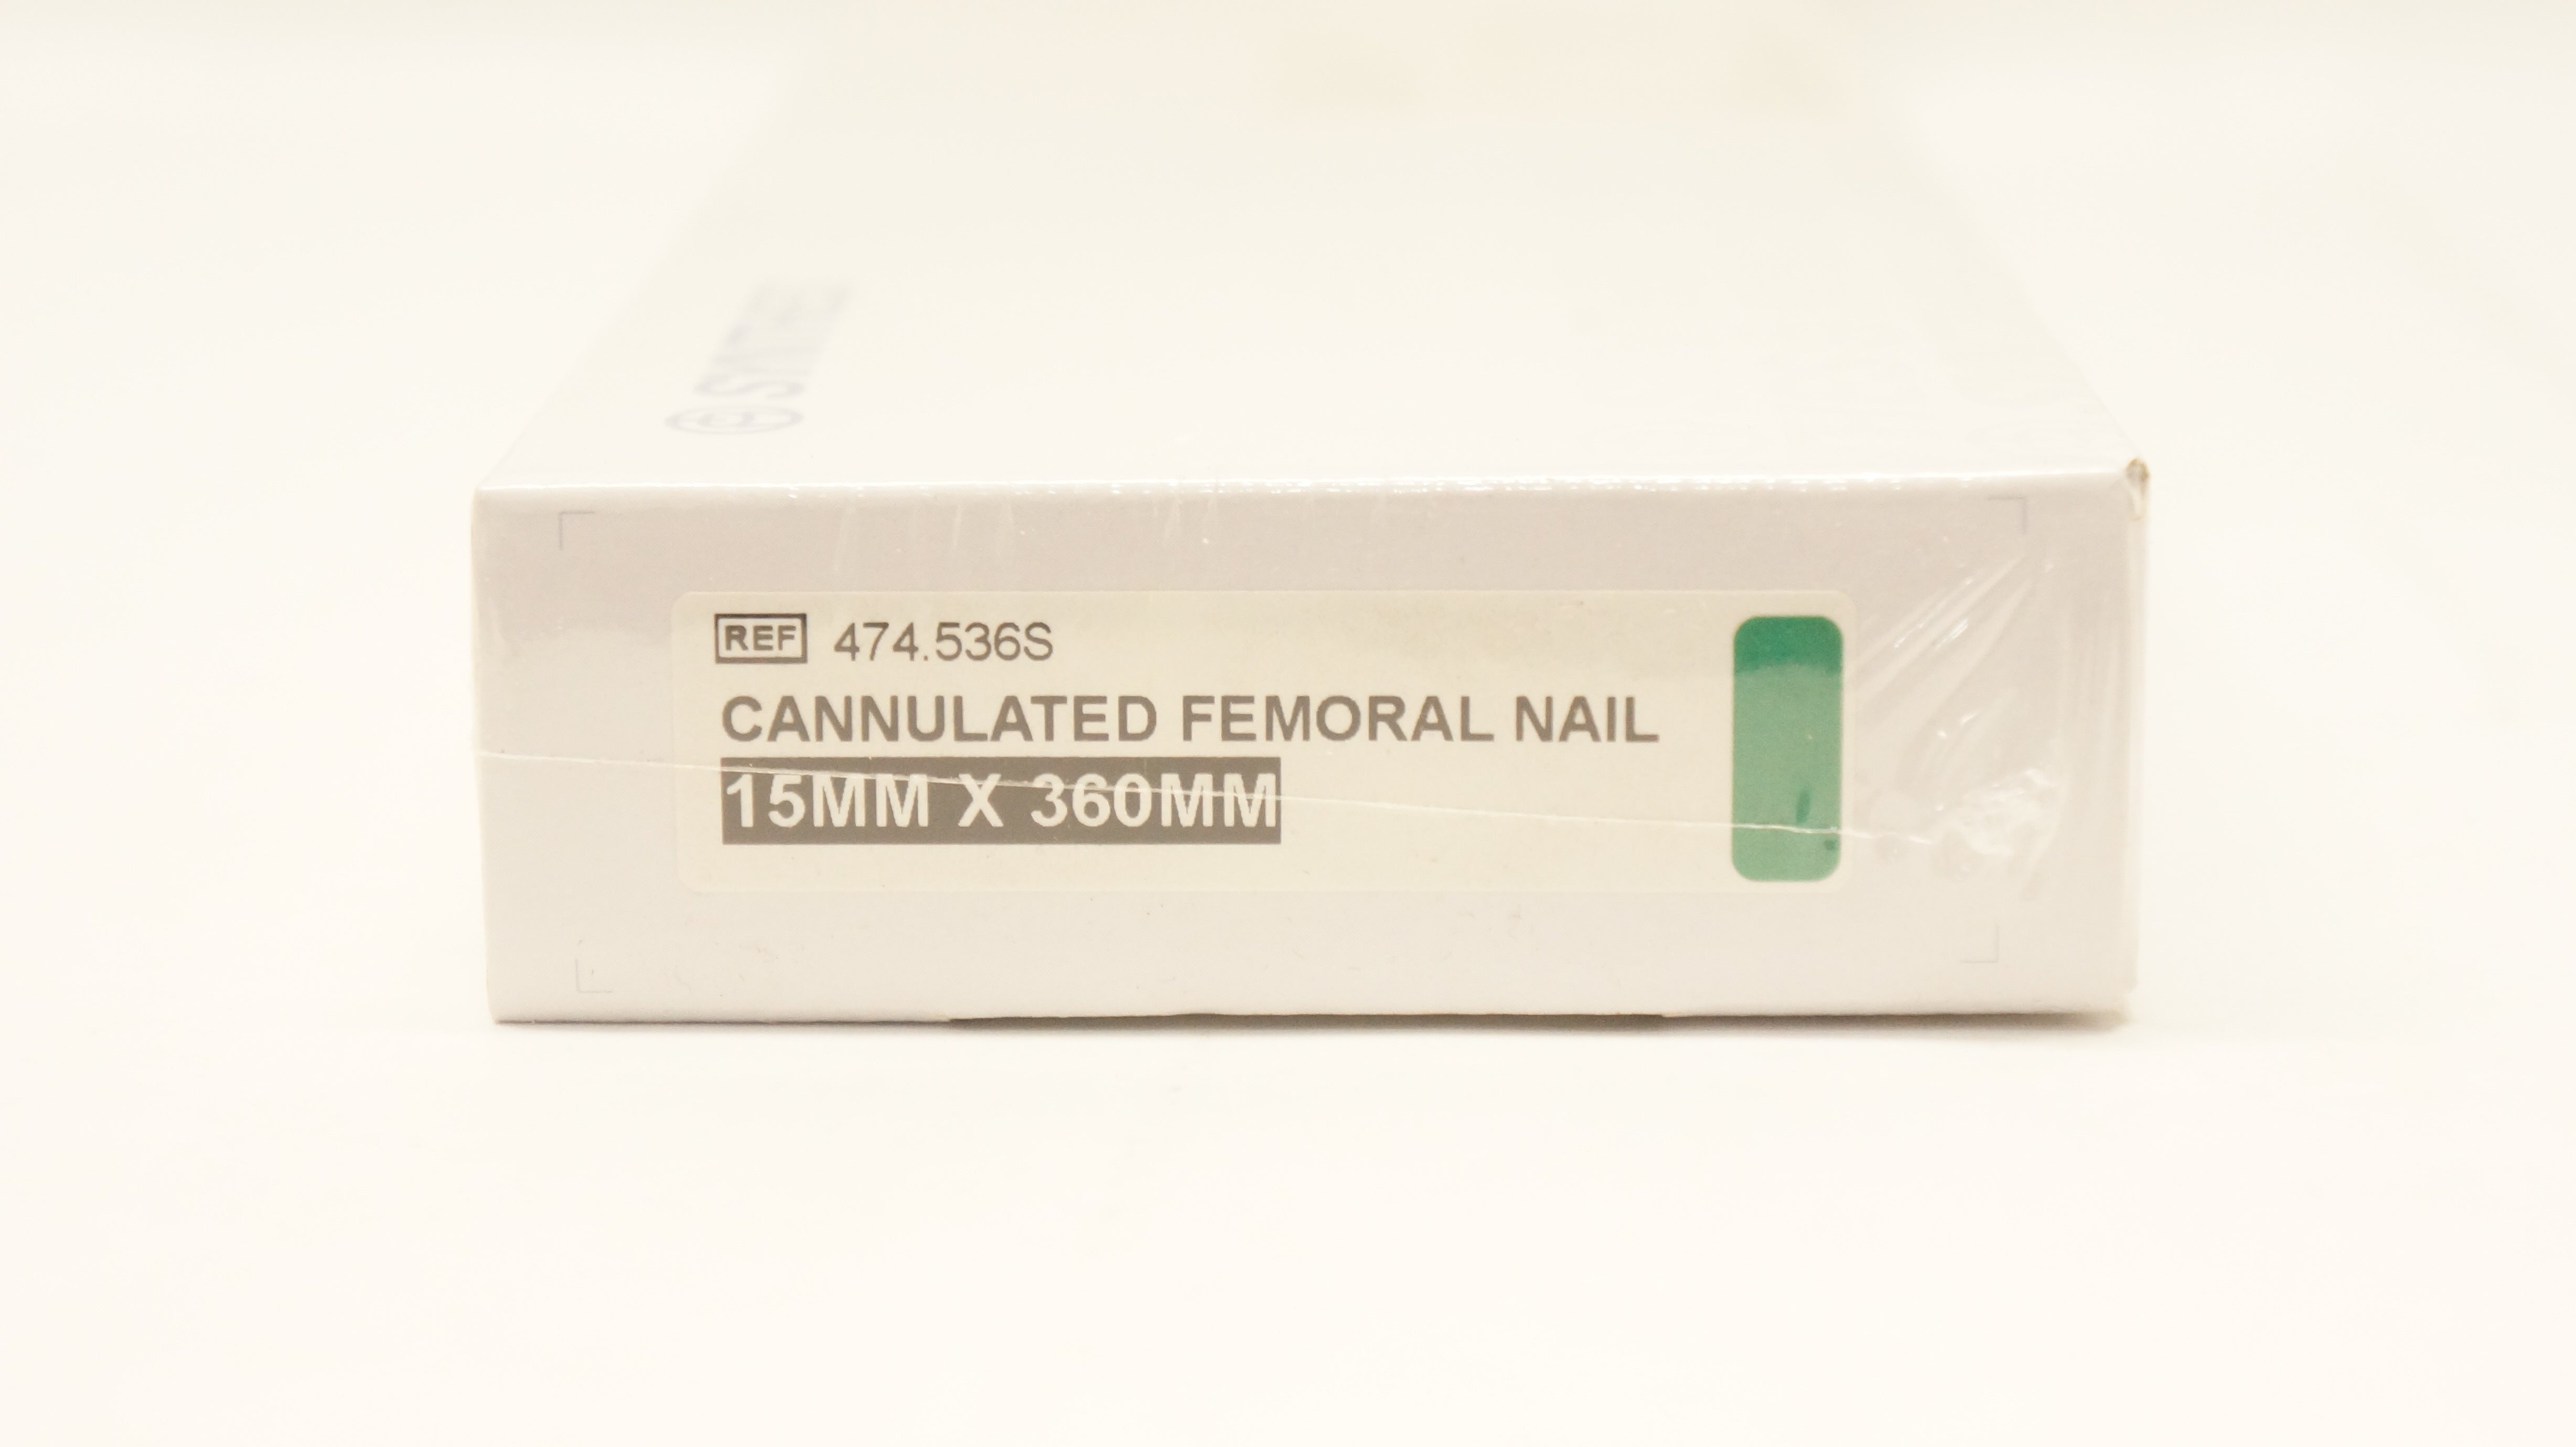 REF 474.536S
CANNULATED FEMORAL NAIL
15MM X 360MM